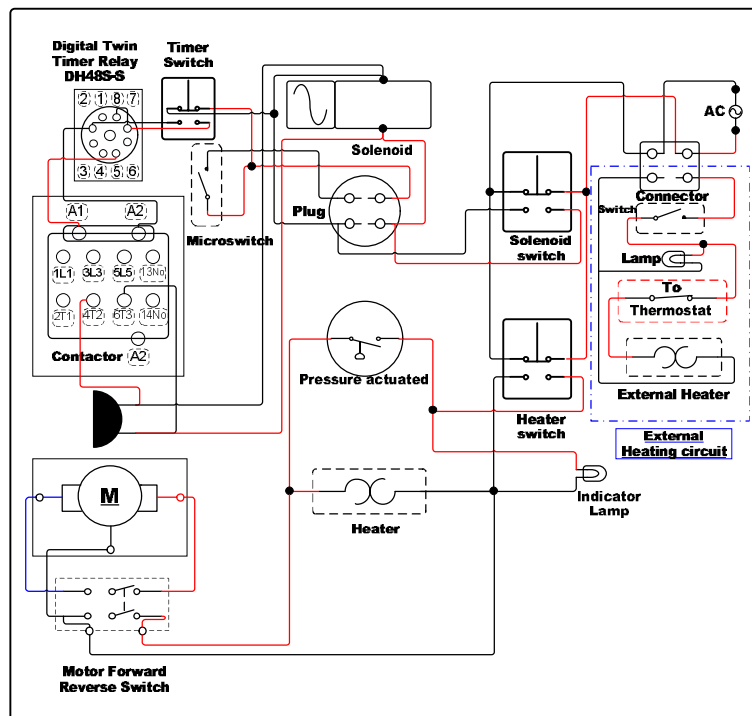 Digital Twin
Timer Relay
DH48S-S
2 1 8 7
3 4 5 6
Timer
Switch
Solenoid
Microswitch
Plug
Solenoid
switch
AC
Connector
Switch
Lamp
To
Thermostat
External Heater
External
Heating circuit
A1 A2
1L1 3L3 5L5 13No
2T1 4T2 6T3 14No
Contactor A2
Pressure actuated
Heater
switch
Heater
Indicator
Lamp
M
Motor Forward
Reverse Switch